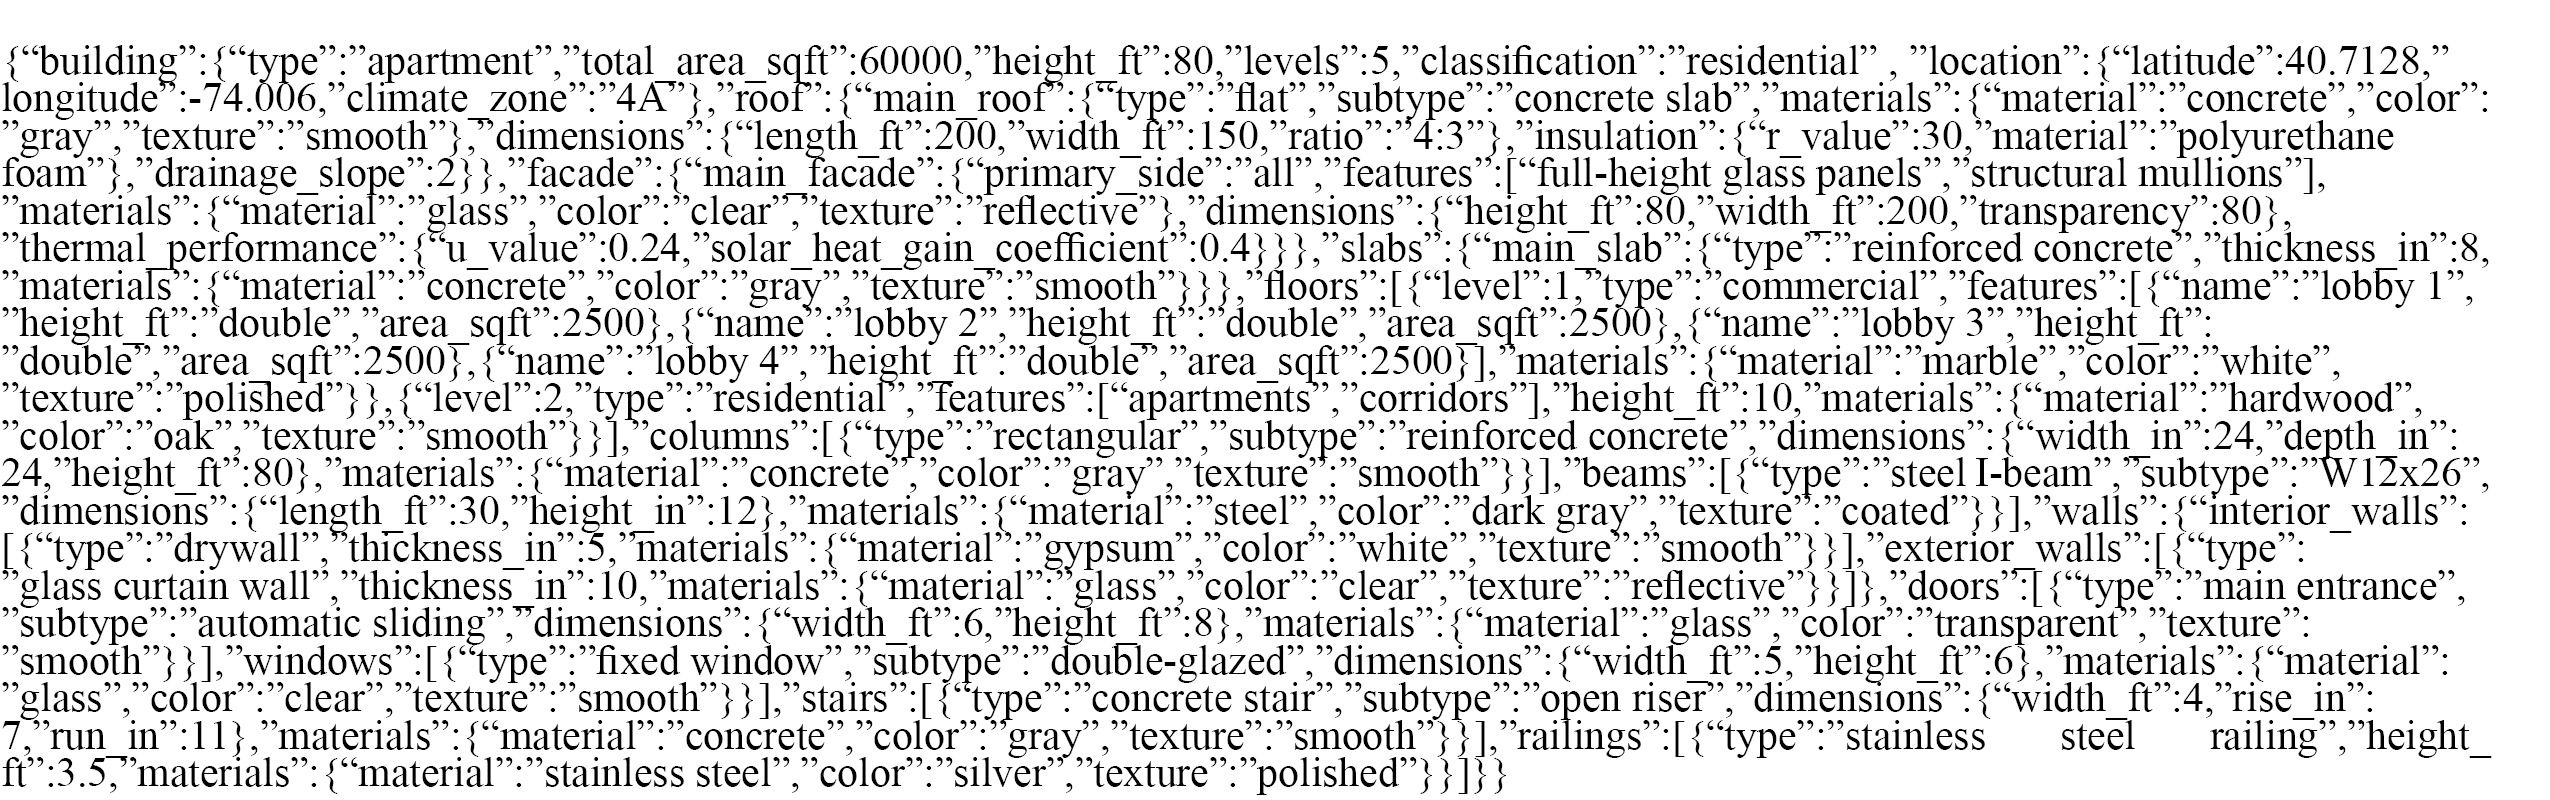 {“building”:{“type”:”apartment”,”total_area_sqft”:60000,”height_ft”:80,”levels”:5,”classification”:”residential” , ”location”:{“latitude”:40.7128,”
longitude”:-74.006,”climate_zone”:”4A”},”roof”:{“main_roof”:{“type”:”flat”,”subtype”:”concrete slab”,”materials”:{“material”:”concrete”,”color”:
”gray”,”texture”:”smooth”},”dimensions”:{“length_ft”:200,”width_ft”:150,”ratio”:”4:3”},”insulation”:{“r_value”:30,”material”:”polyurethane
foam”},”drainage_slope”:2}},”facade”:{“main_facade”:{“primary_side”:”all”,”features”:[“full-height glass panels”,”structural mullions”],
”materials”:{“material”:”glass”,”color”:”clear”,”texture”:”reflective”},”dimensions”:{“height_ft”:80,”width_ft”:200,”transparency”:80},
”thermal_performance”:{“u_value”:0.24,”solar_heat_gain_coefficient”:0.4}}},”slabs”:{“main_slab”:{“type”:”reinforced concrete”,”thickness_in”:8,
”materials”:{“material”:”concrete”,”color”:”gray”,”texture”:”smooth”}}},”floors”:[{“level”:1,”type”:”commercial”,”features”:[{“name”:”lobby 1”,
”height_ft”:”double”,”area_sqft”:2500},{“name”:”lobby 2”,”height_ft”:”double”,”area_sqft”:2500},{“name”:”lobby 3”,”height_ft”:
”double”,”area_sqft”:2500},{“name”:”lobby 4”,”height_ft”:”double”,”area_sqft”:2500}],”materials”:{“material”:”marble”,”color”:”white”,
”texture”:”polished”}},{“level”:2,”type”:”residential”,”features”:[“apartments”,”corridors”],”height_ft”:10,”materials”:{“material”:”hardwood”,
”color”:”oak”,”texture”:”smooth”}}],”columns”:[{“type”:”rectangular”,”subtype”:”reinforced concrete”,”dimensions”:{“width_in”:24,”depth_in”:
24,”height_ft”:80},”materials”:{“material”:”concrete”,”color”:”gray”,”texture”:”smooth”}}],”beams”:[{“type”:”steel I-beam”,”subtype”:”W12x26”,
”dimensions”:{“length_ft”:30,”height_in”:12},”materials”:{“material”:”steel”,”color”:”dark gray”,”texture”:”coated”}}],”walls”:{“interior_walls”:
[{“type”:”drywall”,”thickness_in”:5,”materials”:{“material”:”gypsum”,”color”:”white”,”texture”:”smooth”}}],”exterior_walls”:[{“type”:
”glass curtain wall”,”thickness_in”:10,”materials”:{“material”:”glass”,”color”:”clear”,”texture”:”reflective”}}]},”doors”:[{“type”:”main entrance”,
”subtype”:”automatic sliding”,”dimensions”:{“width_ft”:6,”height_ft”:8},”materials”:{“material”:”glass”,”color”:”transparent”,”texture”:
”smooth”}}],”windows”:[{“type”:”fixed window”,”subtype”:”double-glazed”,”dimensions”:{“width_ft”:5,”height_ft”:6},”materials”:{“material”:
”glass”,”color”:”clear”,”texture”:”smooth”}}],”stairs”:[{“type”:”concrete stair”,”subtype”:”open riser”,”dimensions”:{“width_ft”:4,”rise_in”:
7,”run_in”:11},”materials”:{“material”:”concrete”,”color”:”gray”,”texture”:”smooth”}}],”railings”:[{“type”:”stainless steel railing”,”height_
ft”:3.5,”materials”:{“material”:”stainless steel”,”color”:”silver”,”texture”:”polished”}}]}}